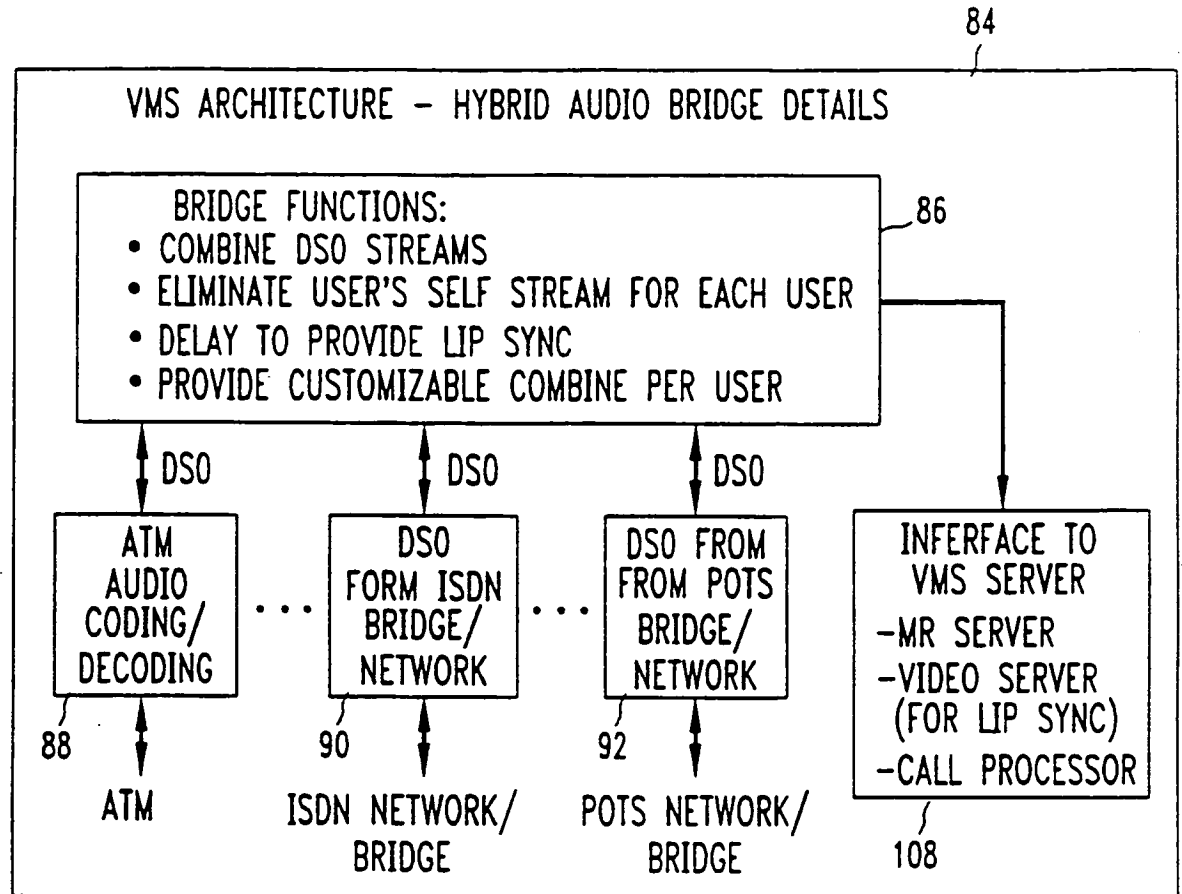 84
VMS ARCHITECTURE - HYBRID AUDIO BRIDGE DETAILS
BRIDGE FUNCTIONS:
• COMBINE DSO STREAMS
• ELIMINATE USER'S SELF STREAM FOR EACH USER
• DELAY TO PROVIDE LIP SYNC
• PROVIDE CUSTOMIZABLE COMBINE PER USER
86
DSO
DSO
DSO
ATM
AUDIO
CODING/
DECODING
88
ATM
• • •
DSO
FORM ISDN
BRIDGE/
NETWORK
90
ISDN NETWORK/
BRIDGE
• • •
DSO FROM
FROM POTS
BRIDGE/
NETWORK
92
POTS NETWORK/
BRIDGE
INFERFACE TO
VMS SERVER
-MR SERVER
-VIDEO SERVER
(FOR LIP SYNC)
-CALL PROCESSOR
108